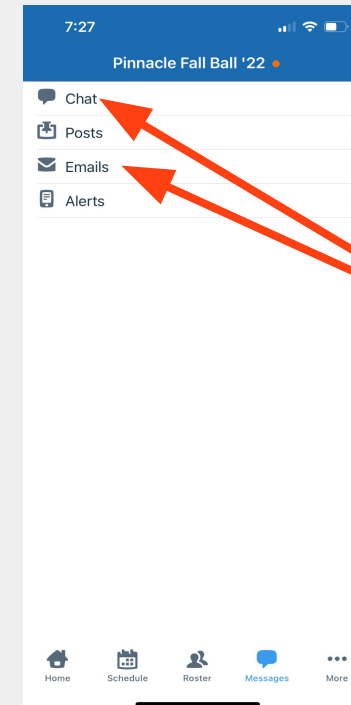 7:27
Pinnacle Fall Ball '22
Chat
Posts
Emails
Alerts
Home Schedule Roster Messages More